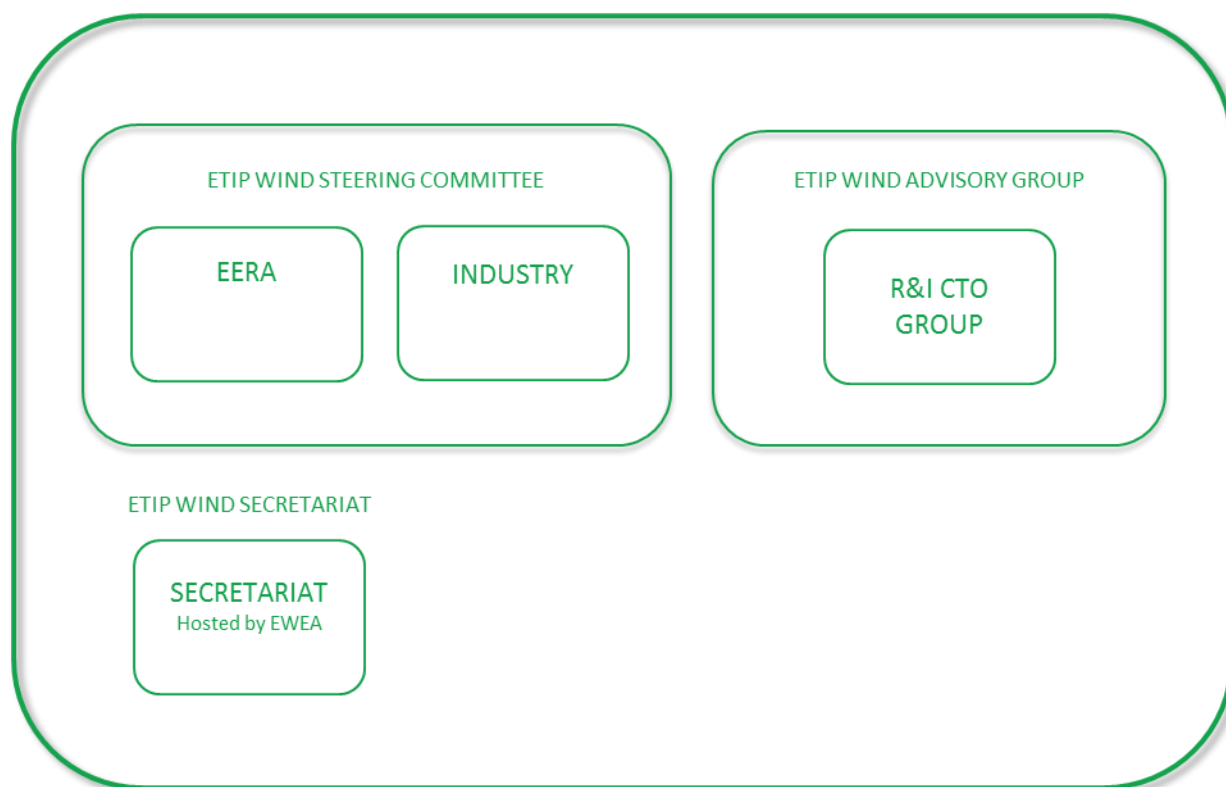 ETIP WIND STEERING COMMITTEE
EERA
INDUSTRY
ETIP WIND ADVISORY GROUP
R&I CTO
GROUP
ETIP WIND SECRETARIAT
SECRETARIAT
Hosted by EWEA